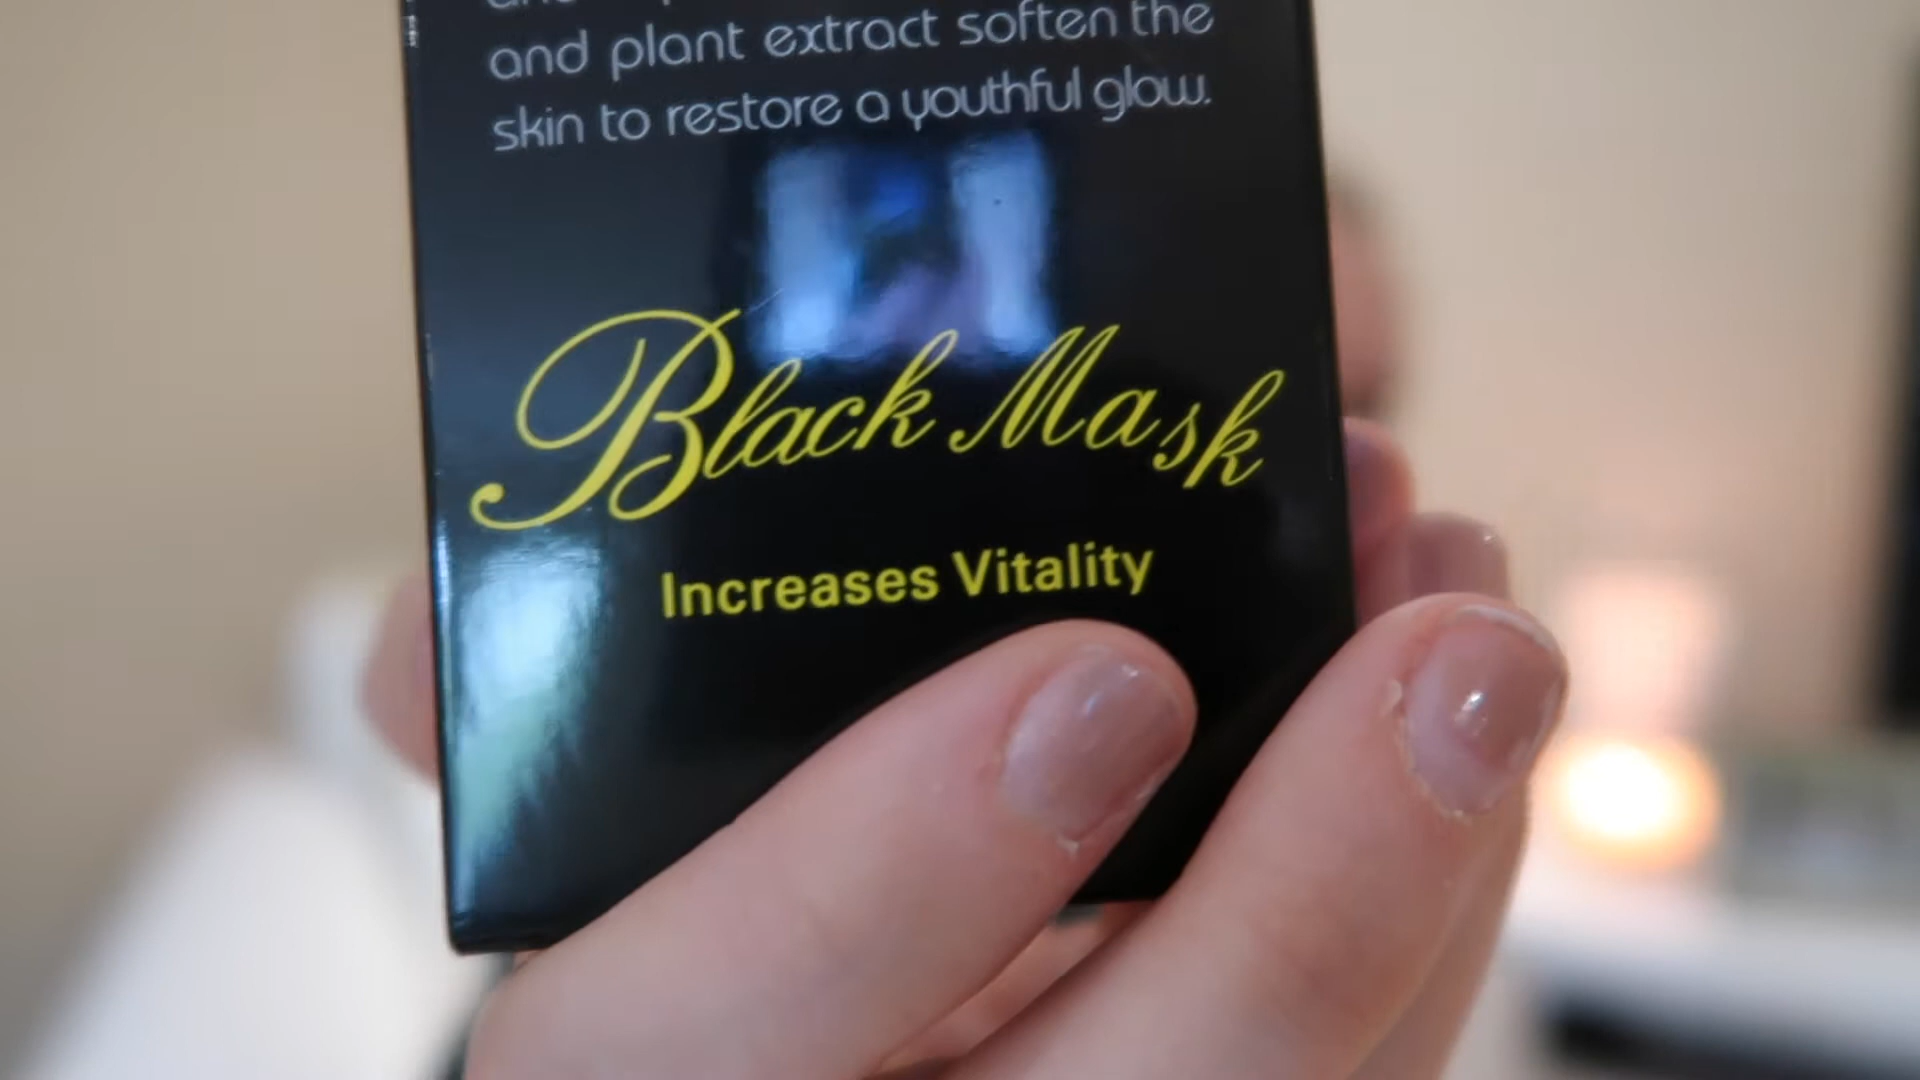 and plant extract soften the
skin to restore a youthful glow.
Black Mask
Increases Vitality